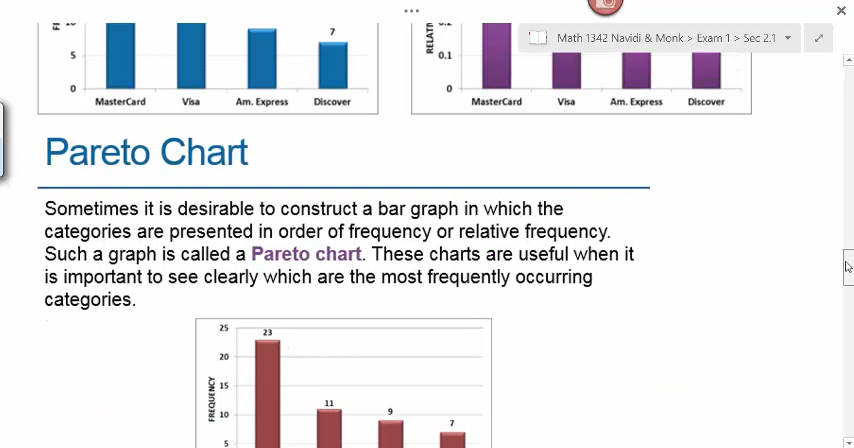 Math 1342 Navidi & Monk > Exam 1 > Sec 2.1
7
5
0
MasterCard Visa Am. Express Discover
0.2
0.1
0
MasterCard Visa Am. Express Discover
Pareto Chart
Sometimes it is desirable to construct a bar graph in which the
categories are presented in order of frequency or relative frequency.
Such a graph is called a Pareto chart. These charts are useful when it
is important to see clearly which are the most frequently occurring
categories.
25
23
20
15
11
10
9
7
5
FREQUENCY